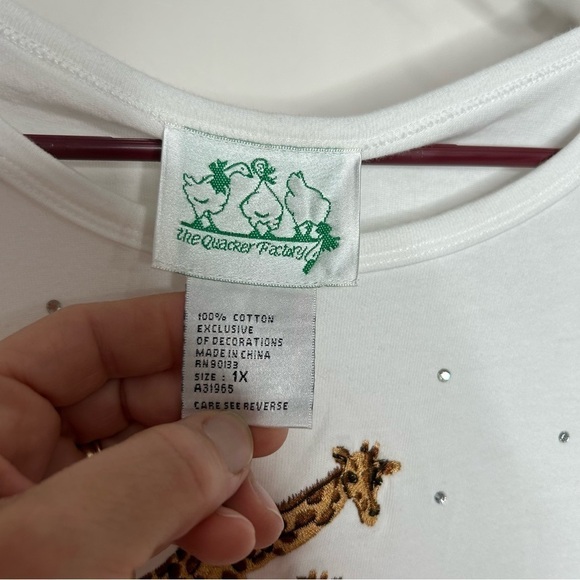 the Quacker Factory
100% COTTON
EXCLUSIVE
OF DECORATIONS
MADE IN CHINA
RN90133
SIZE : 1X
A31965
CARE SEE REVERSE